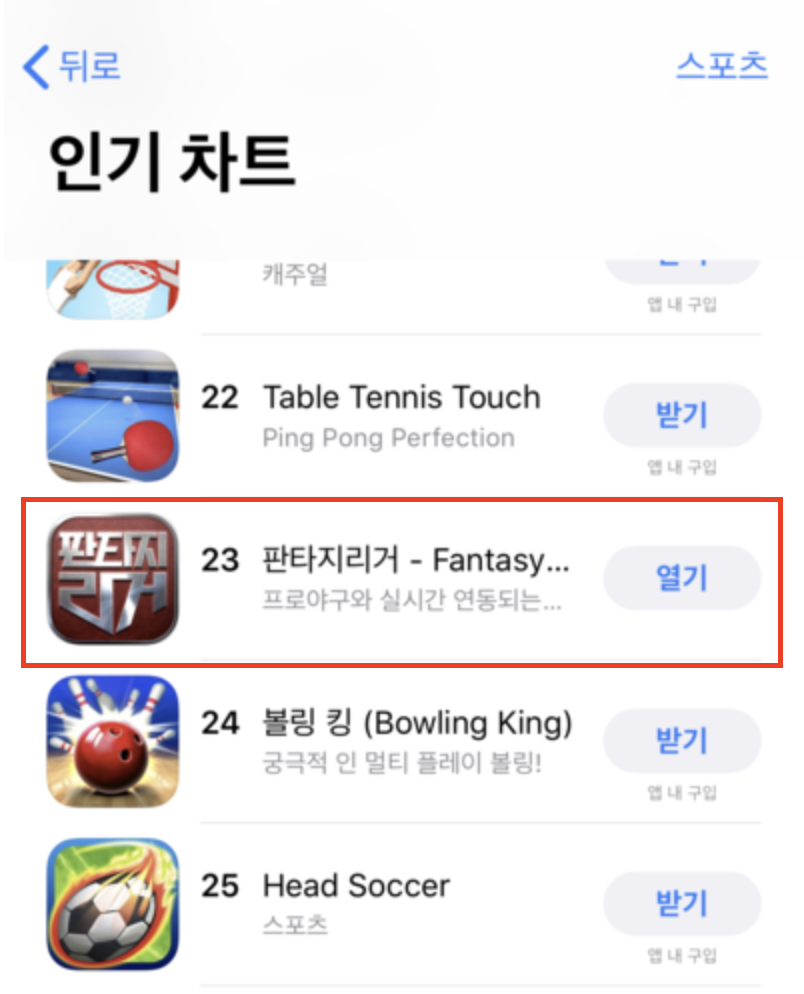 뒤로
스포츠
인기 차트
캐주얼
앱 내 구입
22 Table Tennis Touch
Ping Pong Perfection
받기
앱 내 구입
판타지
리거
23 판타지리거 - Fantasy...
프로야구와 실시간 연동되는...
열기
24 볼링 킹 (Bowling King)
궁극적 인 멀티 플레이 볼링!
받기
앱 내 구입
25 Head Soccer
스포츠
받기
앱 내 구입